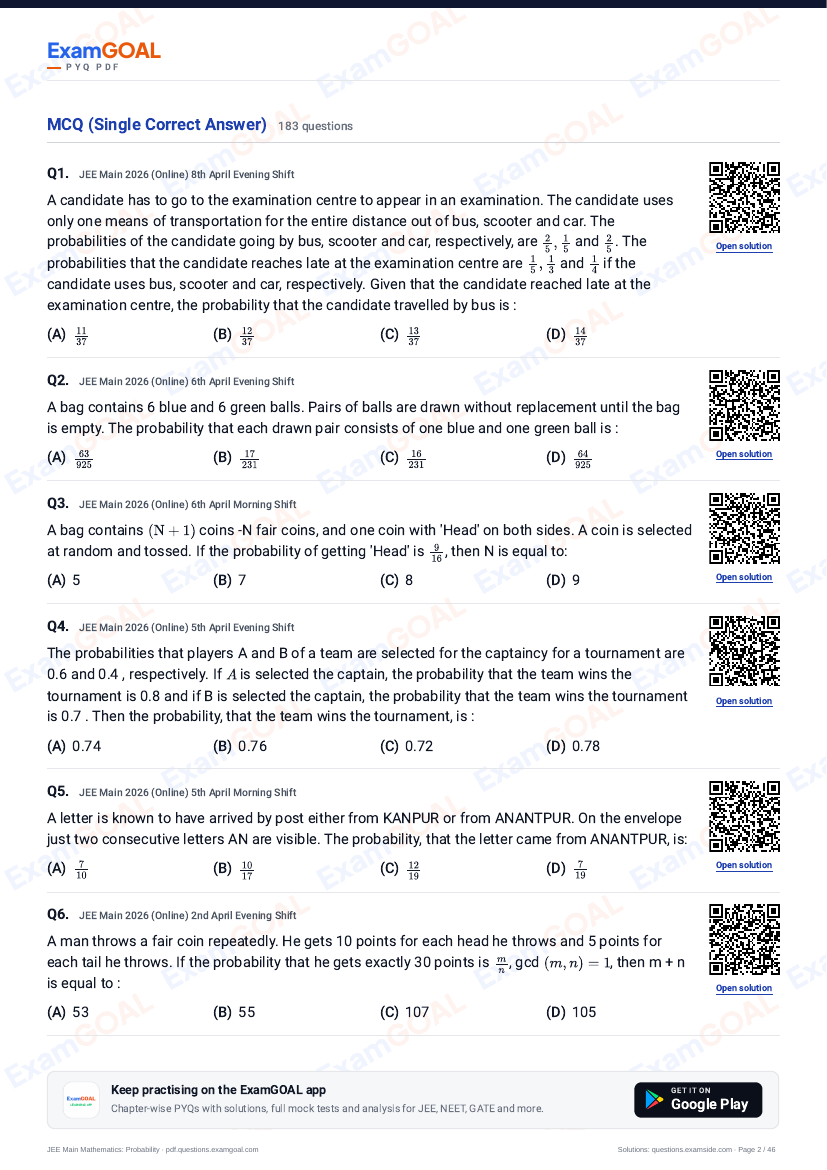 ExamGOAL
PYQ PDF
MCQ (Single Correct Answer) 183 questions
Q1. JEE Main 2026 (Online) 8th April Evening Shift
A candidate has to go to the examination centre to appear in an examination. The candidate uses
only one means of transportation for the entire distance out of bus, scooter and car. The
probabilities of the candidate going by bus, scooter and car, respectively, are 2/5, 1/5 and 2/5. The
probabilities that the candidate reaches late at the examination centre are 1/5, 1/3 and 1/4 if the
candidate uses bus, scooter and car, respectively. Given that the candidate reached late at the
examination centre, the probability that the candidate travelled by bus is :
(A) 11/37 (B) 12/37 (C) 13/37 (D) 14/37
Open solution
Q2. JEE Main 2026 (Online) 6th April Evening Shift
A bag contains 6 blue and 6 green balls. Pairs of balls are drawn without replacement until the bag
is empty. The probability that each drawn pair consists of one blue and one green ball is :
(A) 63/925 (B) 17/231 (C) 16/231 (D) 64/925
Open solution
Q3. JEE Main 2026 (Online) 6th April Morning Shift
A bag contains (N + 1) coins -N fair coins, and one coin with 'Head' on both sides. A coin is selected
at random and tossed. If the probability of getting 'Head' is 9/16, then N is equal to:
(A) 5 (B) 7 (C) 8 (D) 9
Open solution
Q4. JEE Main 2026 (Online) 5th April Evening Shift
The probabilities that players A and B of a team are selected for the captaincy for a tournament are
0.6 and 0.4 , respectively. If A is selected the captain, the probability that the team wins the
tournament is 0.8 and if B is selected the captain, the probability that the team wins the tournament
is 0.7 . Then the probability, that the team wins the tournament, is :
(A) 0.74 (B) 0.76 (C) 0.72 (D) 0.78
Open solution
Q5. JEE Main 2026 (Online) 5th April Morning Shift
A letter is known to have arrived by post either from KANPUR or from ANANTPUR. On the envelope
just two consecutive letters AN are visible. The probability, that the letter came from ANANTPUR, is:
(A) 7/10 (B) 10/17 (C) 12/19 (D) 7/19
Open solution
Q6. JEE Main 2026 (Online) 2nd April Evening Shift
A man throws a fair coin repeatedly. He gets 10 points for each head he throws and 5 points for
each tail he throws. If the probability that he gets exactly 30 points is m/n, gcd (m, n) = 1, then m + n
is equal to :
(A) 53 (B) 55 (C) 107 (D) 105
Open solution
ExamGOAL
Keep practising on the ExamGOAL app
Chapter-wise PYQs with solutions, full mock tests and analysis for JEE, NEET, GATE and more.
GET IT ON
Google Play
JEE Main Mathematics: Probability · pdf.questions.examgoal.com
Solutions: questions.examside.com · Page 2 / 46